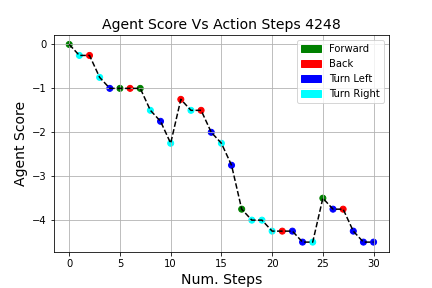 Agent Score Vs Action Steps 4248
Forward
Back
Turn Left
Turn Right
Agent Score
0
−1
−2
−3
−4
0 5 10 15 20 25 30
Num. Steps